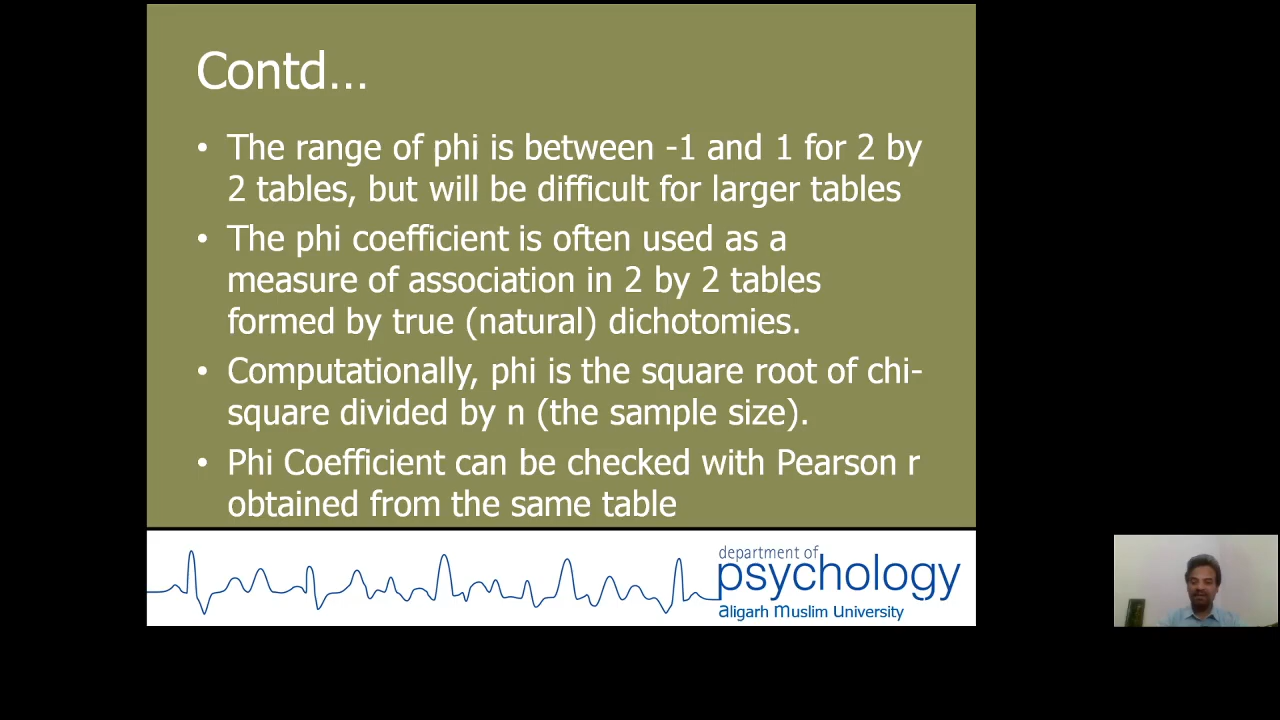 Contd...
• The range of phi is between -1 and 1 for 2 by
2 tables, but will be difficult for larger tables
• The phi coefficient is often used as a
measure of association in 2 by 2 tables
formed by true (natural) dichotomies.
• Computationally, phi is the square root of chi-
square divided by n (the sample size).
• Phi Coefficient can be checked with Pearson r
obtained from the same table
department of
psychology
Aligarh Muslim University